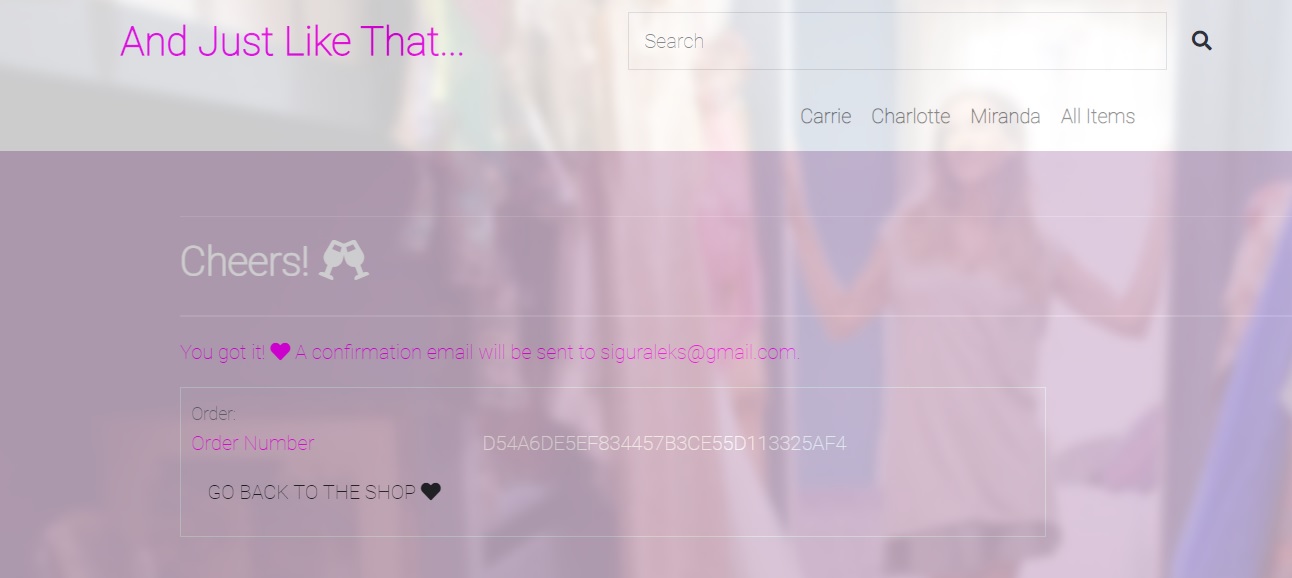 And Just Like That...
Search
Carrie Charlotte Miranda All Items
Cheers!
You got it! A confirmation email will be sent to siguraleks@gmail.com.
Order:
Order Number D54A6DE5EF834457B3CE55D113325AF4
GO BACK TO THE SHOP